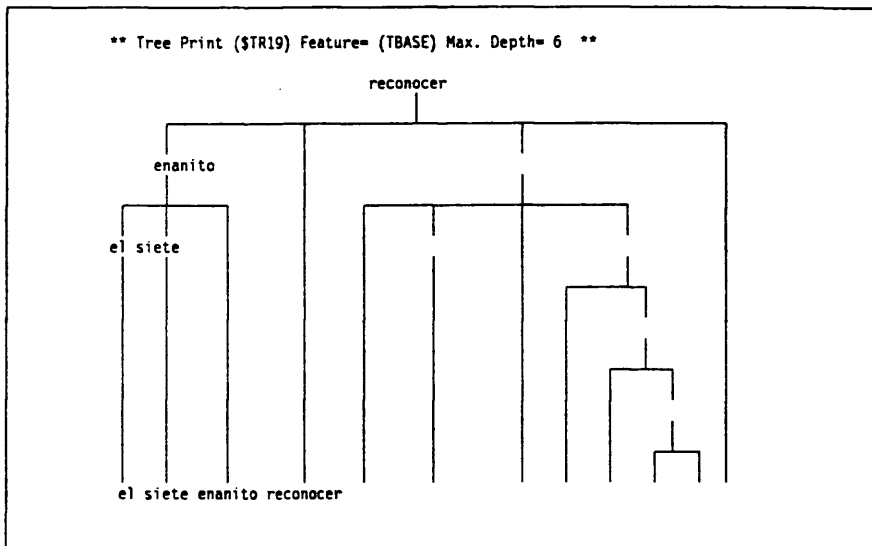 ** Tree Print ($TR19) Feature= (TBASE) Max. Depth= 6 **
reconocer
enanito
el siete
el siete enanito reconocer